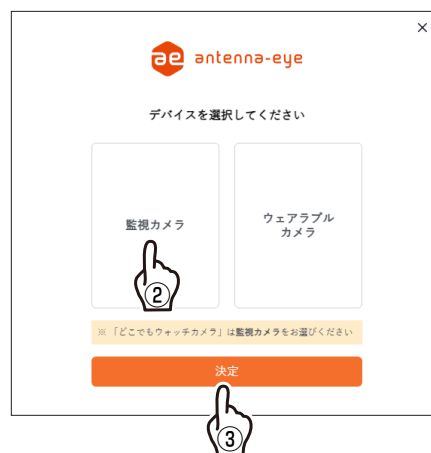 ×
ae antenna-eye
デバイスを選択してください
監視カメラ
ウェアラブル
カメラ
②
※「どこでもウォッチカメラ」は監視カメラをお選びください
決定
③